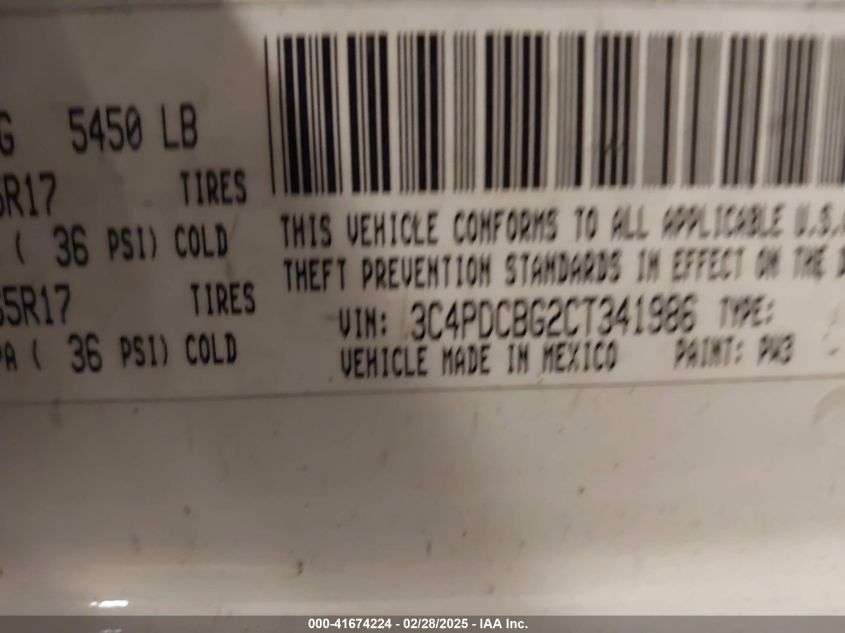 G 5450 LB
5R17 TIRES
( 36 PSI) COLD
65R17 TIRES
PA ( 36 PSI) COLD
THIS VEHICLE CONFORMS TO ALL APPLICABLE U.S.
THEFT PREVENTION STANDARDS IN EFFECT ON THE D
VIN: 3C4PDCBG2CT341986 TYPE:
VEHICLE MADE IN MEXICO PAINT: PW3
000-41674224 - 02/28/2025 - IAA Inc.